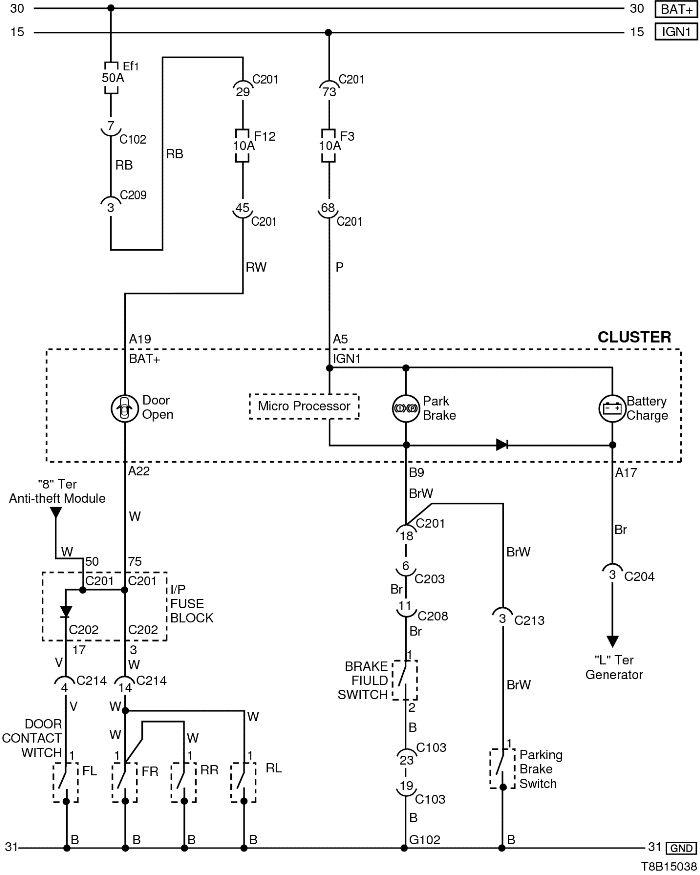 30 30 BAT+
15 15 IGN1
Ef1
50A
C201
29
C201
73
7
C102
F12
10A
F3
10A
RB
RB
C209
3
45
C201
68
C201
RW
P
CLUSTER
A19
BAT+
A5
IGN1
Door
Open
Micro Processor
Park
Brake
Battery
Charge
A22
B9
A17
"8" Ter
Anti-theft Module
W
BrW
C201
18
W
50
75
C201
C201
6
C203
Br
BrW
Br
3
C204
I/P
FUSE
BLOCK
11
C208
Br
3
C213
C202
C202
17
3
V
W
"L" Ter
Generator
1
BRAKE
FIULD
SWITCH
2
C214
4
C214
14
BrW
V
W
W
B
DOOR
CONTACT
WITCH
W
W
C103
23
1
Parking
Brake
Switch
1
FL
1
FR
1
RR
1
RL
19
C103
B
B
B
B
B
G102
B
31 31 GND
T8B15038